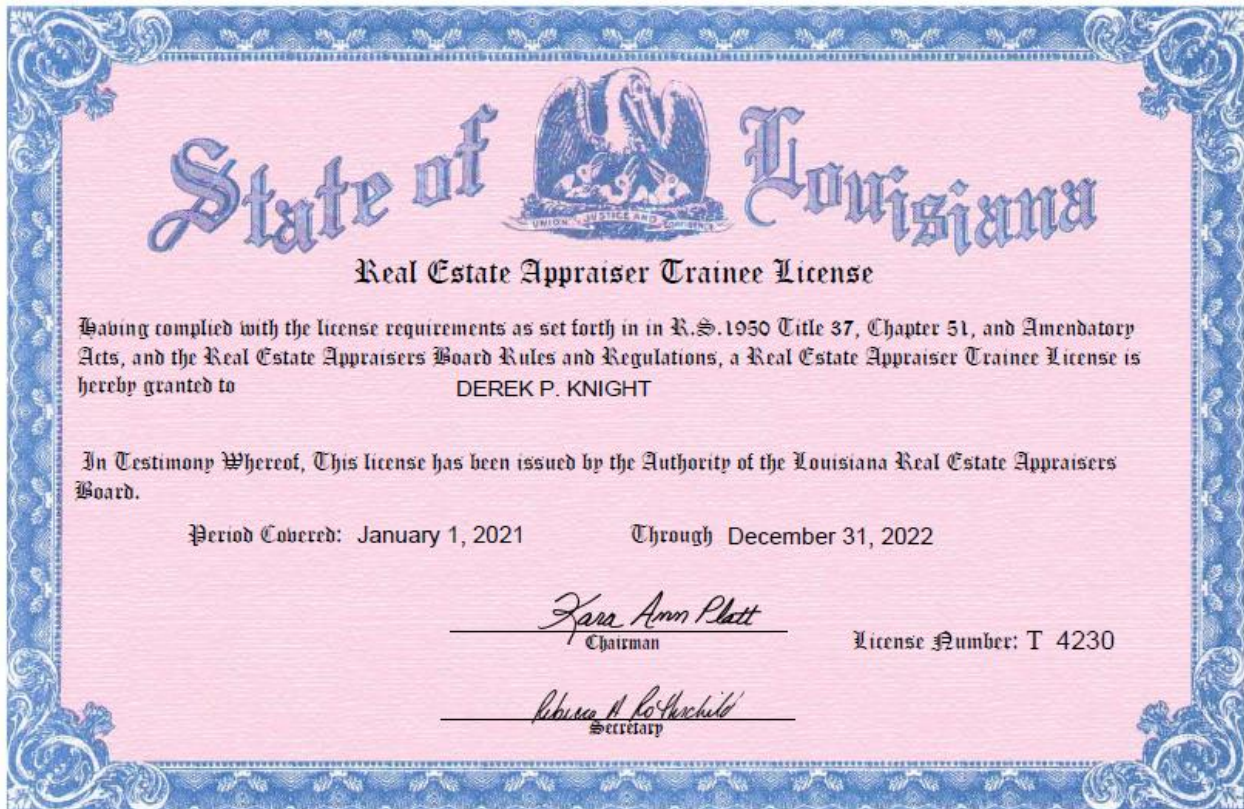 State of Louisiana
UNION JUSTICE AND CONFIDENCE
Real Estate Appraiser Trainee License
Having complied with the license requirements as set forth in in R.S.1950 Title 37, Chapter 51, and Amendatory
Acts, and the Real Estate Appraisers Board Rules and Regulations, a Real Estate Appraiser Trainee License is
hereby granted to DEREK P. KNIGHT
In Testimony Whereof, This license has been issued by the Authority of the Louisiana Real Estate Appraisers
Board.
Period Covered: January 1, 2021 Through December 31, 2022
Kara Ann Platt
Chairman
License Number: T 4230
Rebecca A Rothschild
Secretary